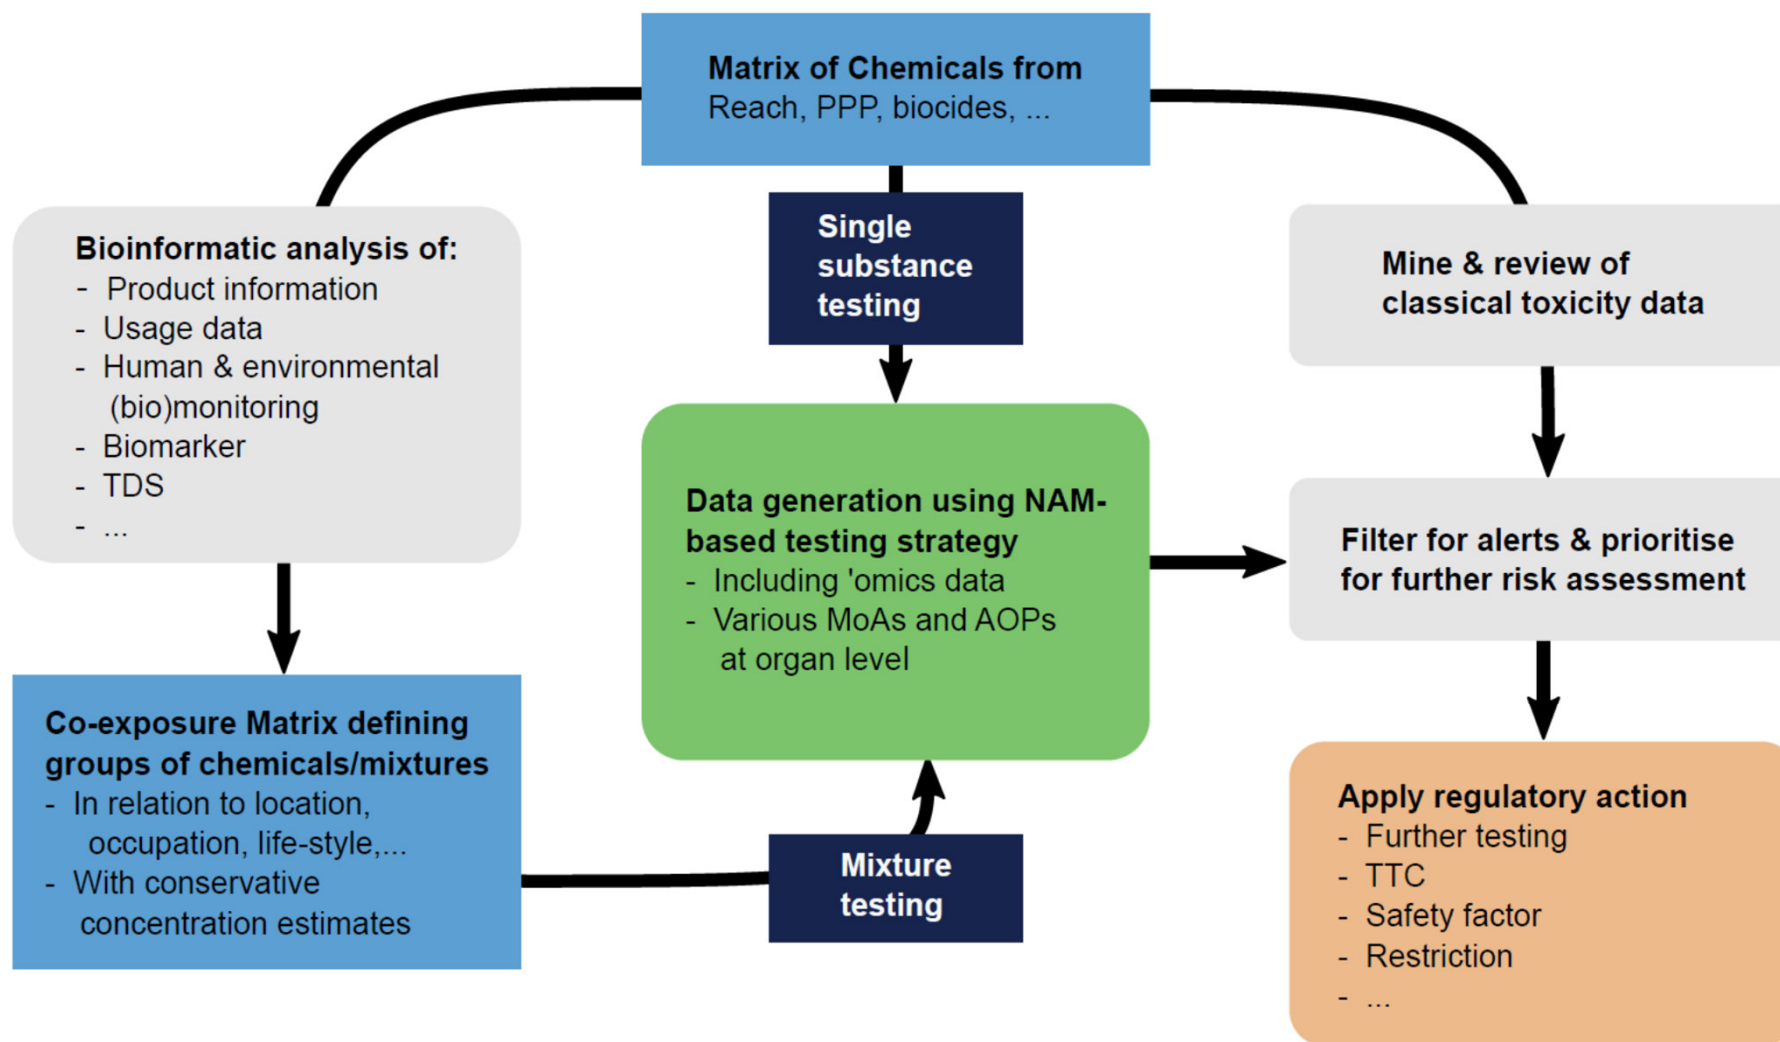 Matrix of Chemicals from
Reach, PPP, biocides, ...
Bioinformatic analysis of:
- Product information
- Usage data
- Human & environmental
(bio)monitoring
- Biomarker
- TDS
- ...
Single
substance
testing
Mine & review of
classical toxicity data
Data generation using NAM-
based testing strategy
- Including 'omics data
- Various MoAs and AOPs
at organ level
Filter for alerts & prioritise
for further risk assessment
Co-exposure Matrix defining
groups of chemicals/mixtures
- In relation to location,
occupation, life-style,...
- With conservative
concentration estimates
Mixture
testing
Apply regulatory action
- Further testing
- TTC
- Safety factor
- Restriction
- ...